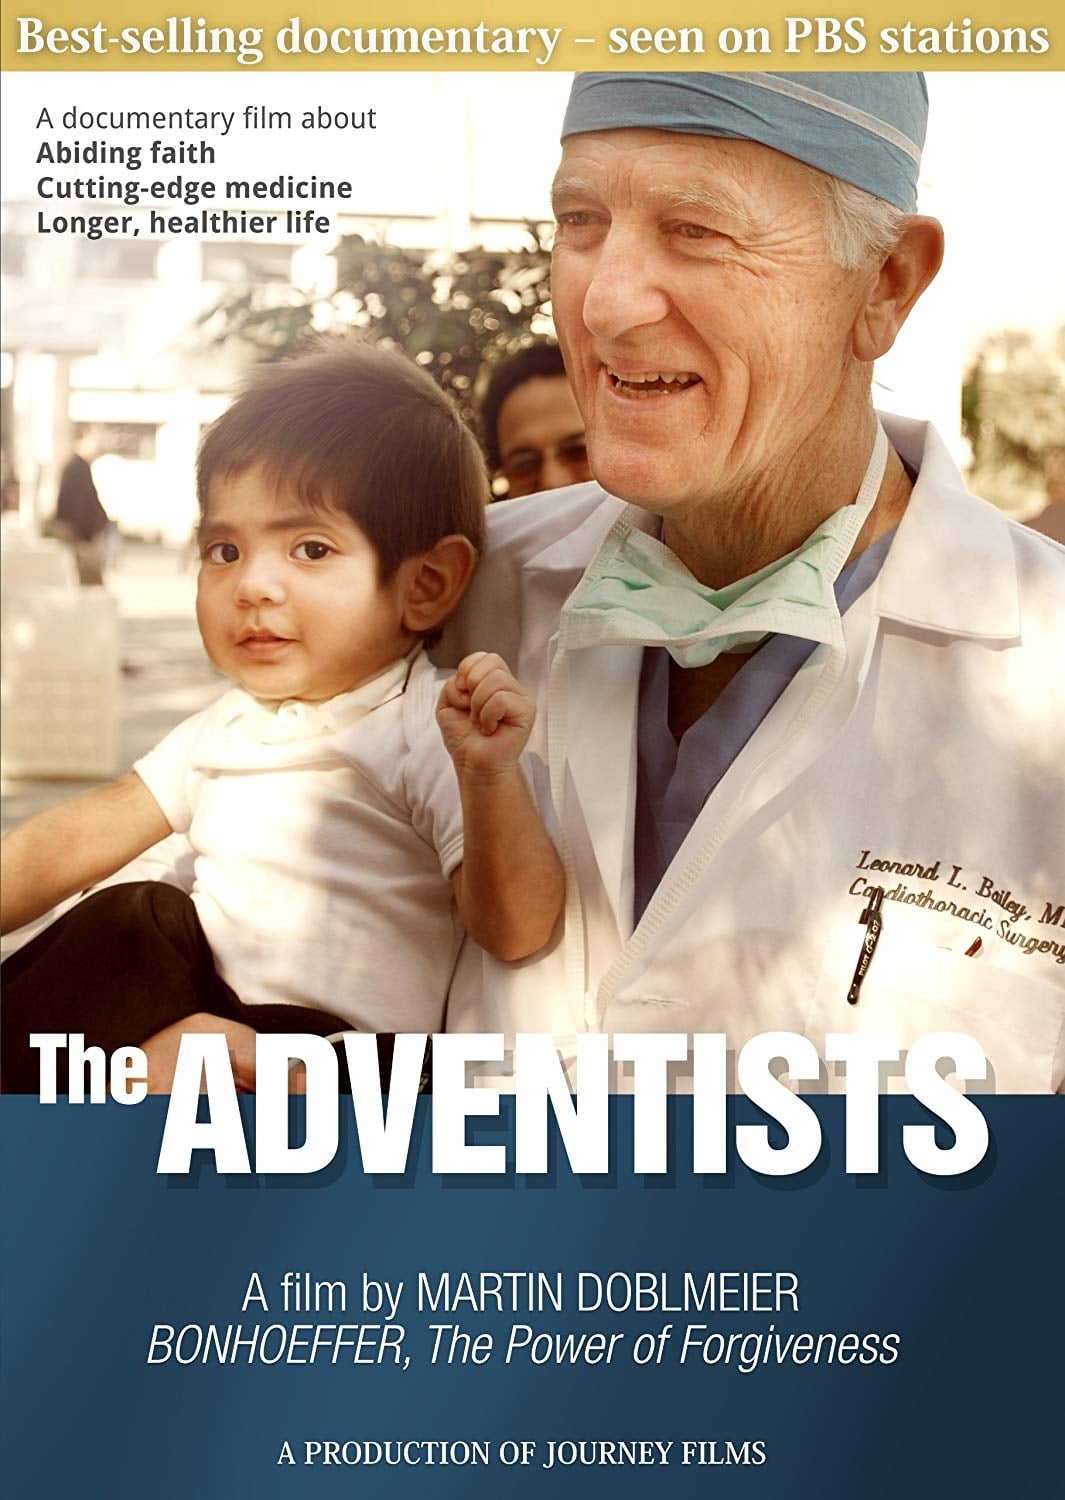 Best-selling documentary – seen on PBS stations
A documentary film about
Abiding faith
Cutting-edge medicine
Longer, healthier life
Leonard L. Bailey,
Cardiothoracic Surgery
The ADVENTISTS
A film by MARTIN DOBLMEIER
BONHOEFFER, The Power of Forgiveness
A PRODUCTION OF JOURNEY FILMS